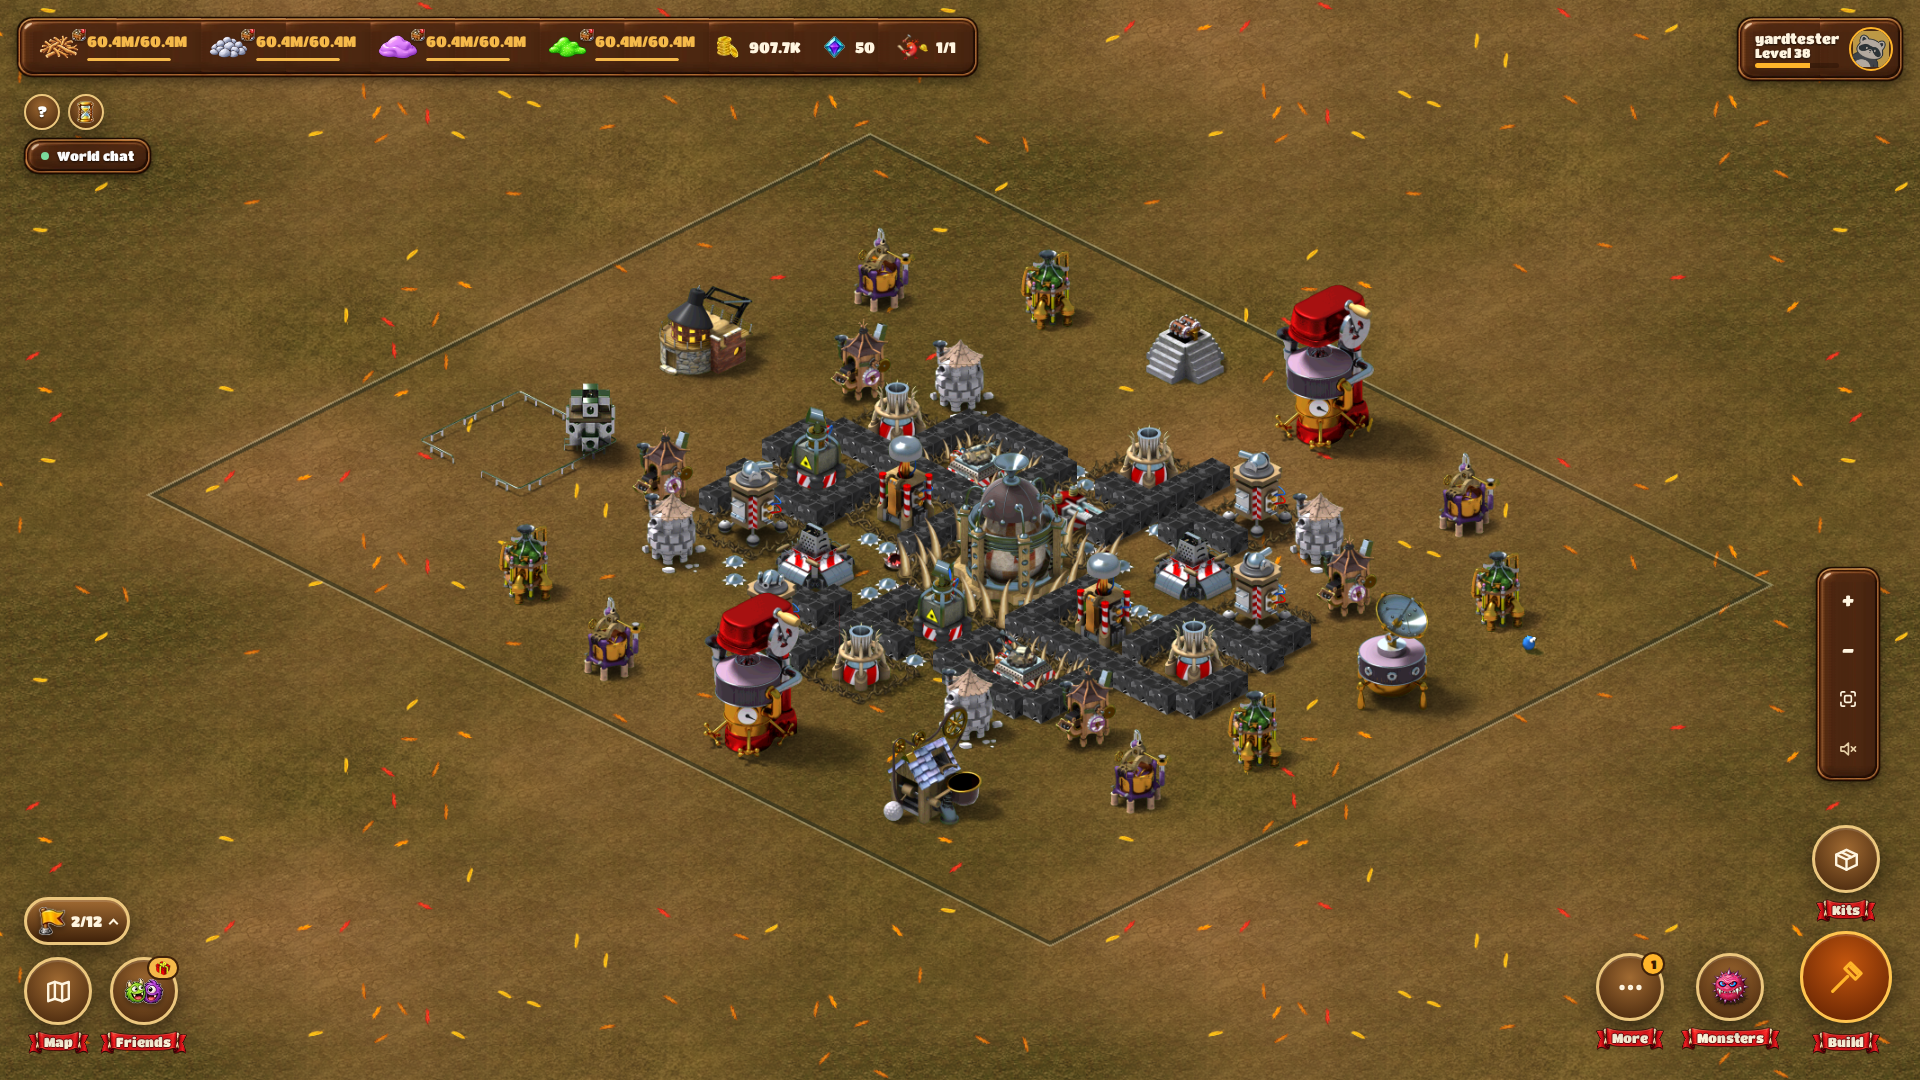 60.4M/60.4M
60.4M/60.4M
60.4M/60.4M
60.4M/60.4M
907.7K
50
1/1
yardtester
Level 38
?
World chat
2/12
Map
Friends
Kits
1
More
Monsters
Build